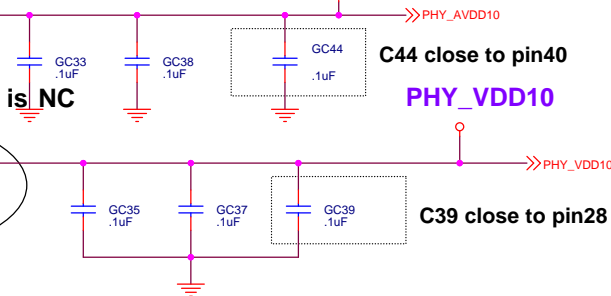 PHY_AVDD10
GC33
.1uF
GC38
.1uF
GC44
.1uF
C44 close to pin40
is NC
PHY_VDD10
PHY_VDD10
GC35
.1uF
GC37
.1uF
GC39
.1uF
C39 close to pin28